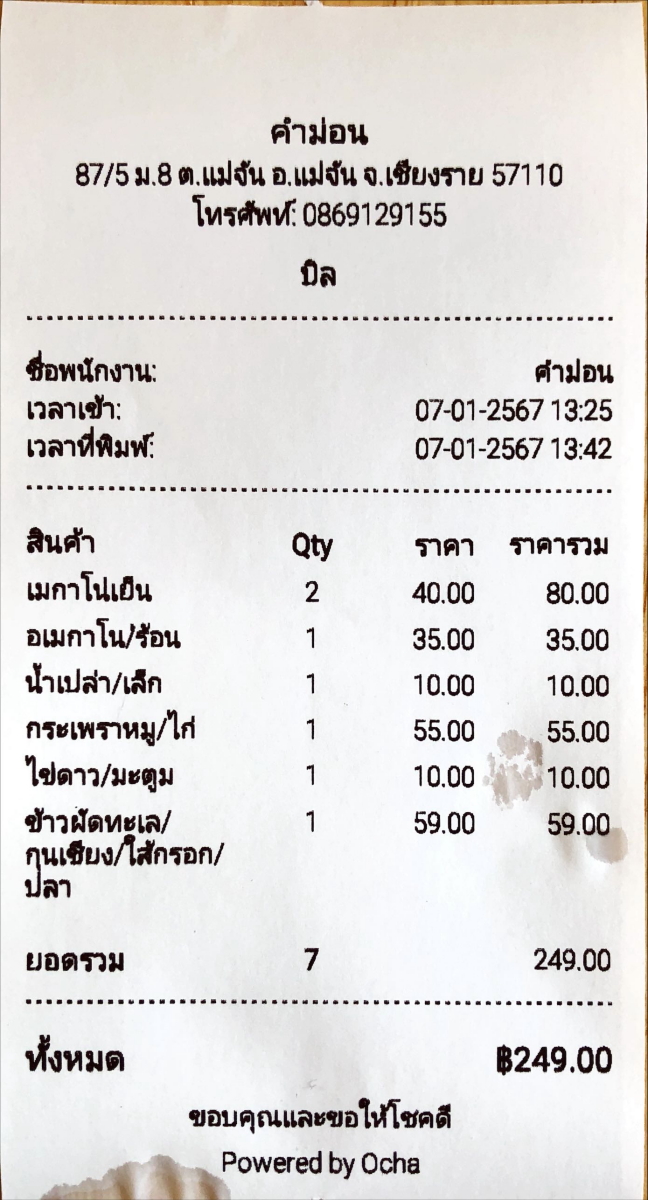 คำม่อน
87/5 ม.8 ต.แม่จัน อ.แม่จัน จ.เชียงราย 57110
โทรศัพท์: 0869129155
บิล
ชื่อพนักงาน: คำม่อน
เวลาเข้า: 07-01-2567 13:25
เวลาที่พิมพ์: 07-01-2567 13:42
สินค้า Qty ราคา ราคารวม
เมกาโน่เย็น 2 40.00 80.00
อเมกาโน/ร้อน 1 35.00 35.00
น้ำเปล่า/เล็ก 1 10.00 10.00
กระเพราหมู/ไก่ 1 55.00 55.00
ไข่ดาว/มะตูม 1 10.00 10.00
ข้าวผัดทะเล/ 1 59.00 59.00
กุนเชียง/ใส้กรอก/
ปลา
ยอดรวม 7 249.00
ทั้งหมด ฿249.00
ขอบคุณและขอให้โชคดี
Powered by Ocha